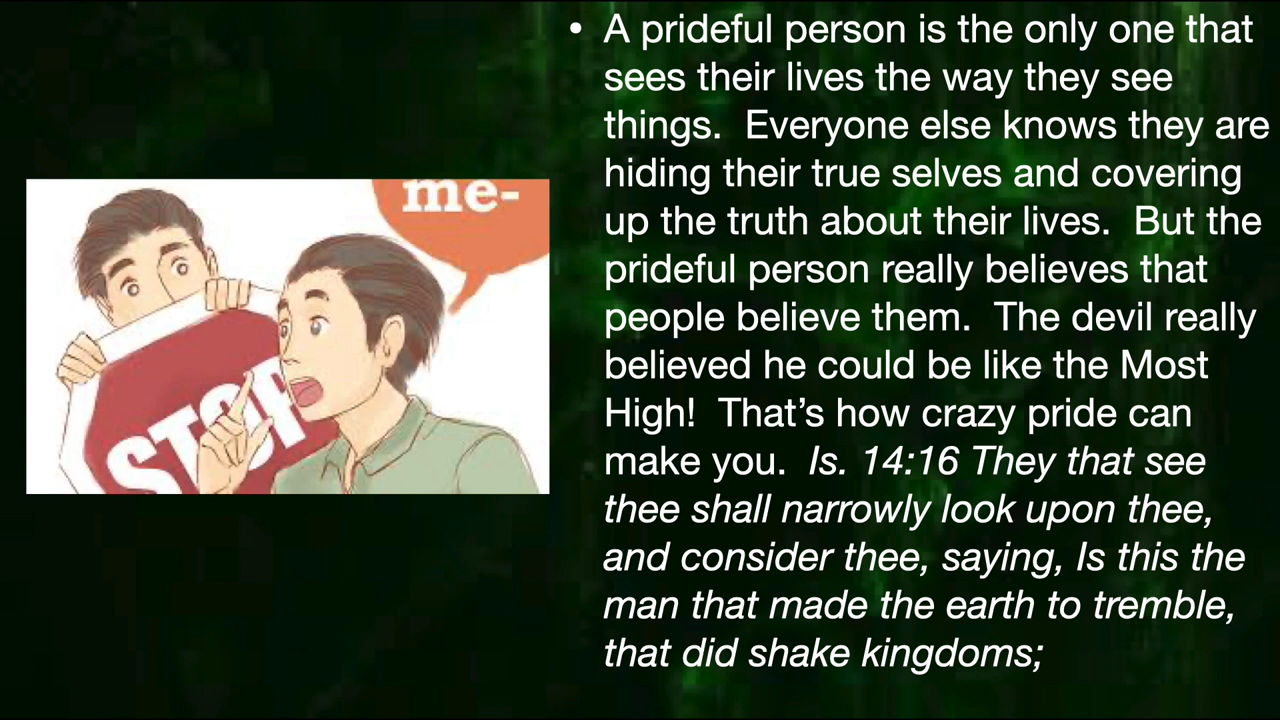 me-
STOP
• A prideful person is the only one that
sees their lives the way they see
things.  Everyone else knows they are
hiding their true selves and covering
up the truth about their lives.  But the
prideful person really believes that
people believe them.  The devil really
believed he could be like the Most
High!  That’s how crazy pride can
make you.  Is. 14:16 They that see
thee shall narrowly look upon thee,
and consider thee, saying, Is this the
man that made the earth to tremble,
that did shake kingdoms;